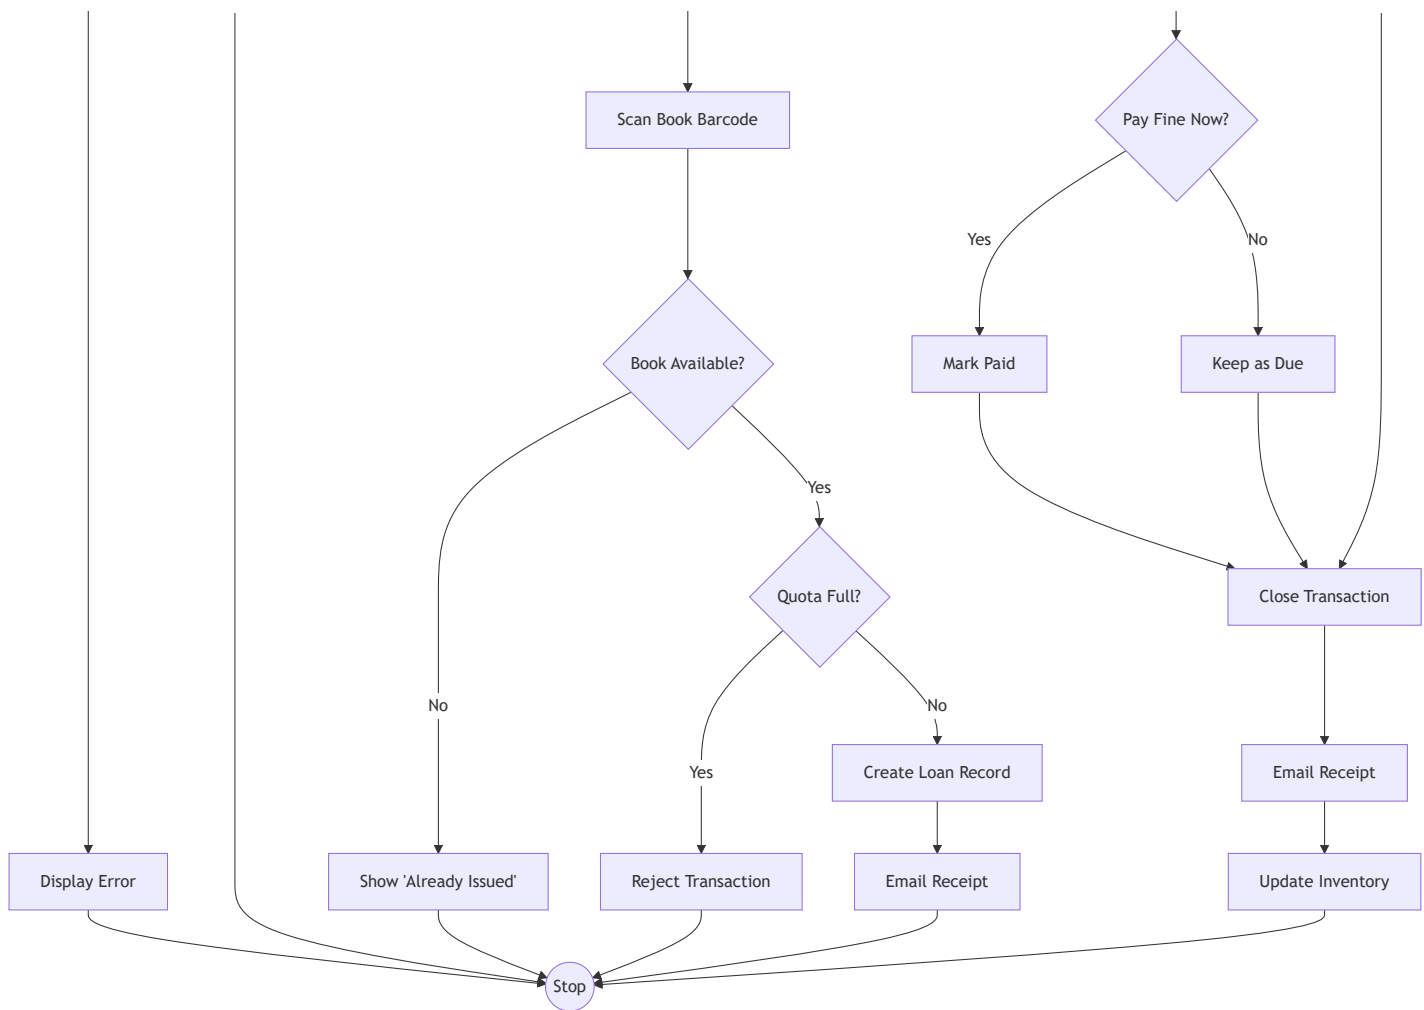 Scan Book Barcode
Pay Fine Now?
Yes
No
Book Available?
Mark Paid
Keep as Due
Yes
Quota Full?
Close Transaction
No
No
Yes
Create Loan Record
Email Receipt
Display Error
Show 'Already Issued'
Reject Transaction
Email Receipt
Update Inventory
Stop